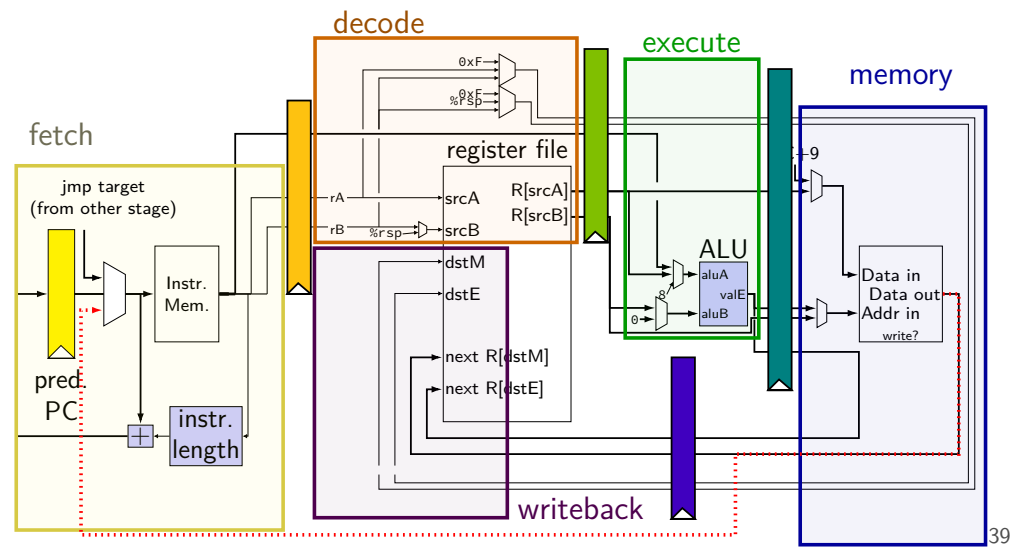 decode
execute
memory
fetch
0xF
0xF
%rsp
register file
+9
jmp target
(from other stage)
rA
srcA
R[srcA]
R[srcB]
rB
%rsp
srcB
ALU
dstM
aluA
Instr.
Mem.
Data in
dstE
8
valE
Data out
0
aluB
Addr in
write?
next R[dstM]
pred.
PC
next R[dstE]
instr.
length
writeback
39